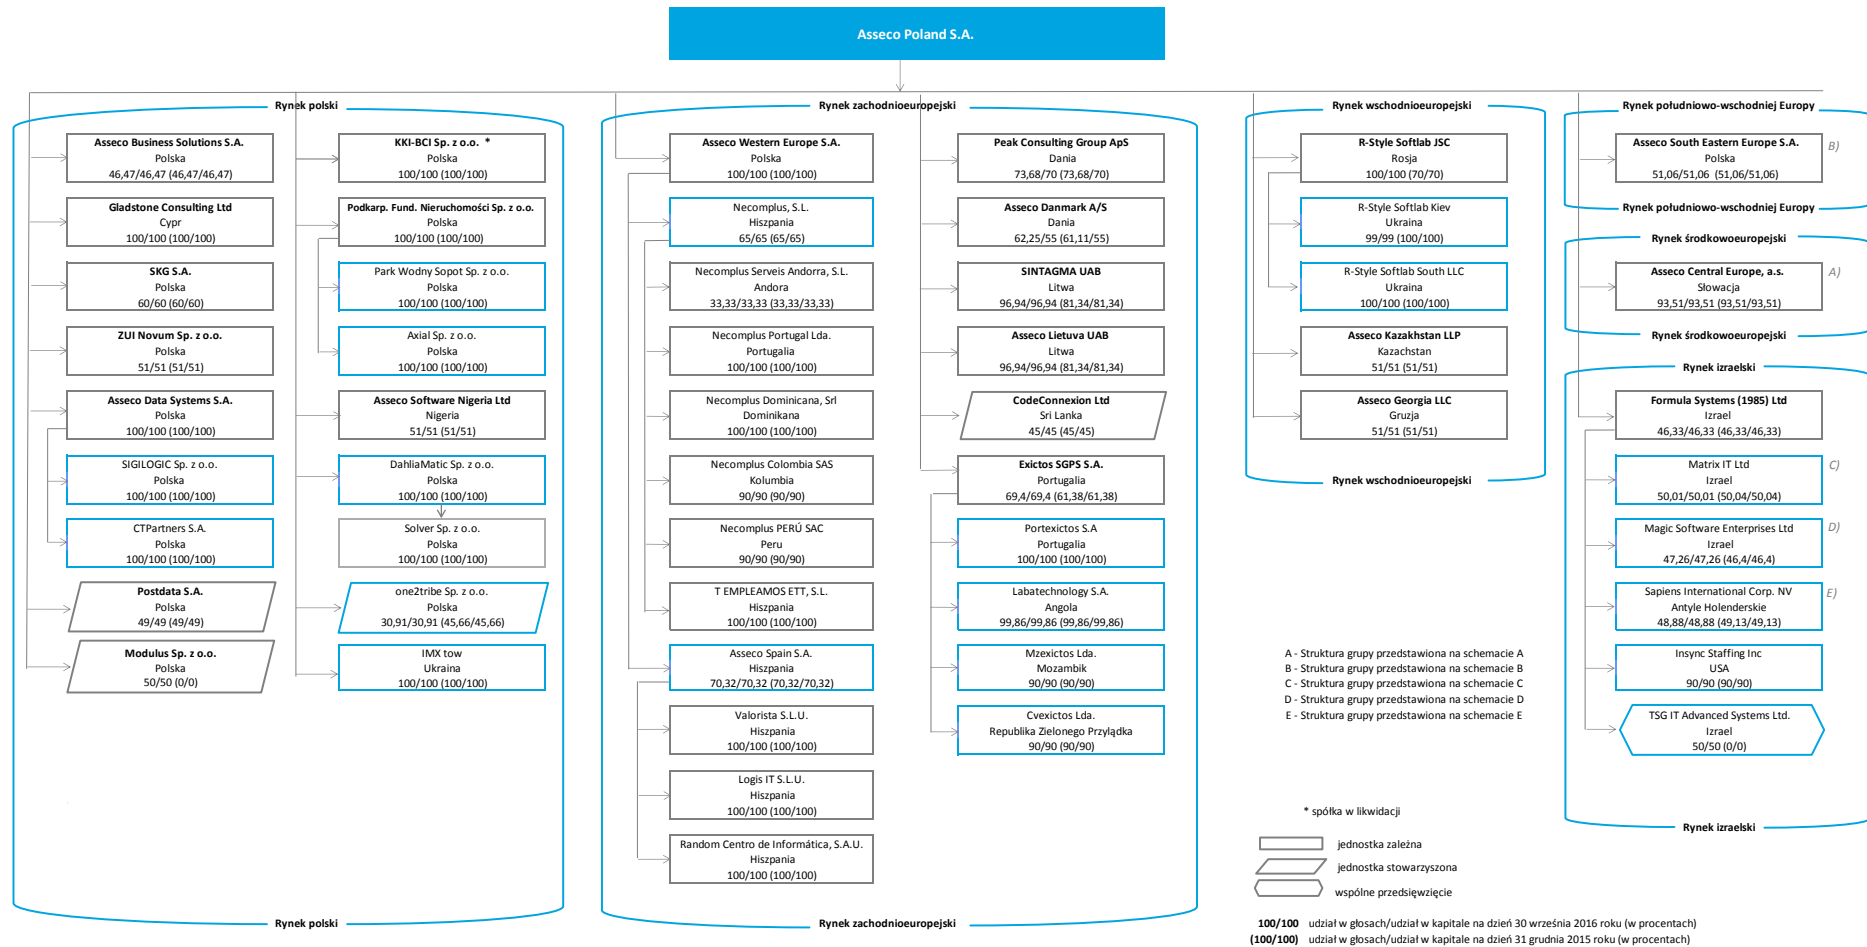 Asseco Poland S.A.
Rynek polski
Asseco Business Solutions S.A.
Polska
46,47/46,47 (46,47/46,47)
Gladstone Consulting Ltd
Cypr
100/100 (100/100)
SKG S.A.
Polska
60/60 (60/60)
ZUI Novum Sp. z o.o.
Polska
51/51 (51/51)
Asseco Data Systems S.A.
Polska
100/100 (100/100)
SIGILOGIC Sp. z o.o.
Polska
100/100 (100/100)
CTPartners S.A.
Polska
100/100 (100/100)
Postdata S.A.
Polska
49/49 (49/49)
Modulus Sp. z o.o.
Polska
50/50 (0/0)
KKI-BCI Sp. z o.o. *
Polska
100/100 (100/100)
Podkarp. Fund. Nieruchomości Sp. z o.o.
Polska
100/100 (100/100)
Park Wodny Sopot Sp. z o.o.
Polska
100/100 (100/100)
Axial Sp. z o.o.
Polska
100/100 (100/100)
Asseco Software Nigeria Ltd
Nigeria
51/51 (51/51)
DahliaMatic Sp. z o.o.
Polska
100/100 (100/100)
Solver Sp. z o.o.
Polska
100/100 (100/100)
one2tribe Sp. z o.o.
Polska
30,91/30,91 (45,66/45,66)
IMX tow
Ukraina
100/100 (100/100)
Rynek polski
Rynek zachodnioeuropejski
Asseco Western Europe S.A.
Polska
100/100 (100/100)
Necomplus, S.L.
Hiszpania
65/65 (65/65)
Necomplus Serveis Andorra, S.L.
Andora
33,33/33,33 (33,33/33,33)
Necomplus Portugal Lda.
Portugalia
100/100 (100/100)
Necomplus Dominicana, Srl
Dominikana
100/100 (100/100)
Necomplus Colombia SAS
Kolumbia
90/90 (90/90)
Necomplus PERÚ SAC
Peru
90/90 (90/90)
T EMPLEAMOS ETT, S.L.
Hiszpania
100/100 (100/100)
Asseco Spain S.A.
Hiszpania
70,32/70,32 (70,32/70,32)
Valorista S.L.U.
Hiszpania
100/100 (100/100)
Logis IT S.L.U.
Hiszpania
100/100 (100/100)
Random Centro de Informática, S.A.U.
Hiszpania
100/100 (100/100)
Peak Consulting Group ApS
Dania
73,68/70 (73,68/70)
Asseco Danmark A/S
Dania
62,25/55 (61,11/55)
SINTAGMA UAB
Litwa
96,94/96,94 (81,34/81,34)
Asseco Lietuva UAB
Litwa
96,94/96,94 (81,34/81,34)
CodeConnexion Ltd
Sri Lanka
45/45 (45/45)
Exictos SGPS S.A.
Portugalia
69,4/69,4 (61,38/61,38)
Portexictos S.A
Portugalia
100/100 (100/100)
Labatechnology S.A.
Angola
99,86/99,86 (99,86/99,86)
Mzexictos Lda.
Mozambik
90/90 (90/90)
Cvexictos Lda.
Republika Zielonego Przylądka
90/90 (90/90)
Rynek zachodnioeuropejski
Rynek wschodnioeuropejski
R-Style Softlab JSC
Rosja
100/100 (70/70)
R-Style Softlab Kiev
Ukraina
99/99 (100/100)
R-Style Softlab South LLC
Ukraina
100/100 (100/100)
Asseco Kazakhstan LLP
Kazachstan
51/51 (51/51)
Asseco Georgia LLC
Gruzja
51/51 (51/51)
Rynek wschodnioeuropejski
Rynek południowo-wschodniej Europy
Asseco South Eastern Europe S.A.
Polska
51,06/51,06 (51,06/51,06)
B)
Rynek południowo-wschodniej Europy
Rynek środkowoeuropejski
Asseco Central Europe, a.s.
Słowacja
93,51/93,51 (93,51/93,51)
A)
Rynek środkowoeuropejski
Rynek izraelski
Formula Systems (1985) Ltd
Izrael
46,33/46,33 (46,33/46,33)
Matrix IT Ltd
Izrael
50,01/50,01 (50,04/50,04)
C)
Magic Software Enterprises Ltd
Izrael
47,26/47,26 (46,4/46,4)
D)
Sapiens International Corp. NV
Antyle Holenderskie
48,88/48,88 (49,13/49,13)
E)
Insync Staffing Inc
USA
90/90 (90/90)
TSG IT Advanced Systems Ltd.
Izrael
50/50 (0/0)
Rynek izraelski
A - Struktura grupy przedstawiona na schemacie A
B - Struktura grupy przedstawiona na schemacie B
C - Struktura grupy przedstawiona na schemacie C
D - Struktura grupy przedstawiona na schemacie D
E - Struktura grupy przedstawiona na schemacie E
* spółka w likwidacji
jednostka zależna
jednostka stowarzyszona
wspólne przedsięwzięcie
100/100 udział w głosach/udział w kapitale na dzień 30 września 2016 roku (w procentach)
(100/100) udział w głosach/udział w kapitale na dzień 31 grudnia 2015 roku (w procentach)